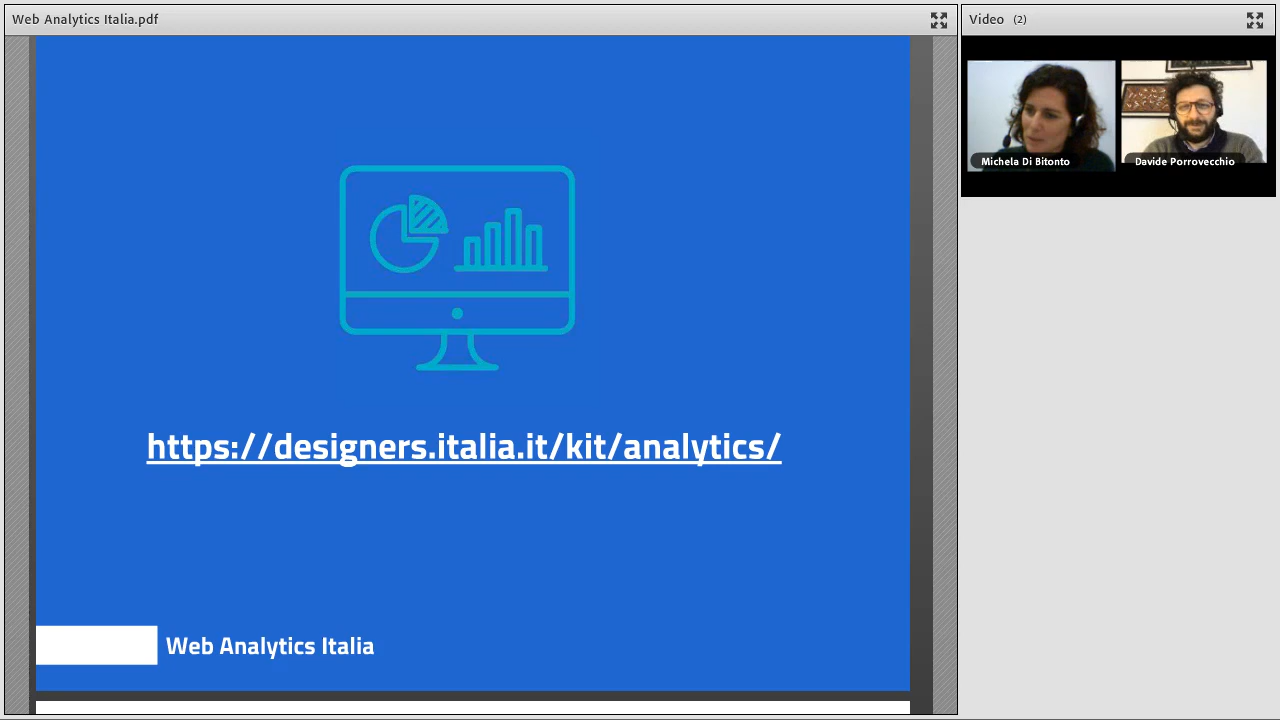 Web Analytics Italia.pdf
Video (2)
Michela Di Bitonto
Davide Porrovecchio
https://designers.italia.it/kit/analytics/
Web Analytics Italia